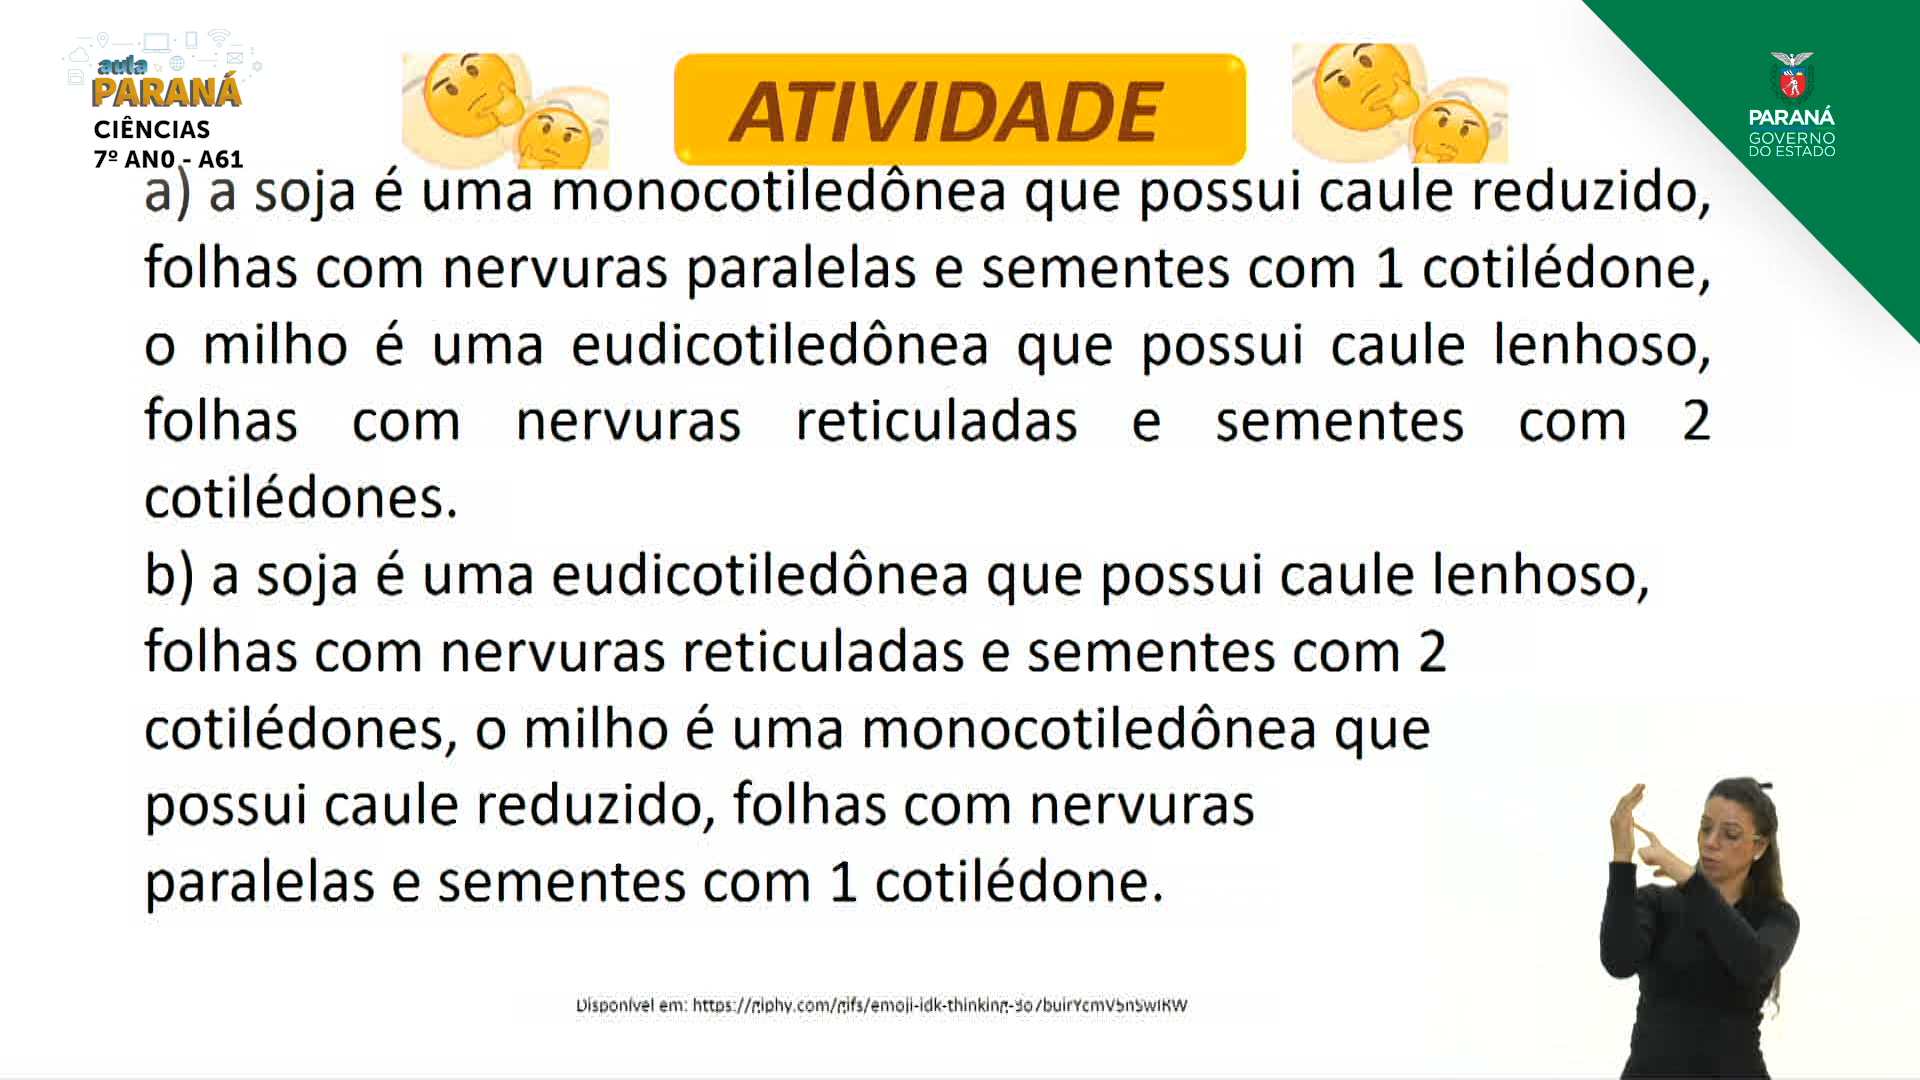 aula
PARANÁ
CIÊNCIAS
7º ANO - A61
ATIVIDADE
PARANÁ
GOVERNO
DO ESTADO
a) a soja é uma monocotiledônea que possui caule reduzido,
folhas com nervuras paralelas e sementes com 1 cotilédone,
o milho é uma eudicotiledônea que possui caule lenhoso,
folhas com nervuras reticuladas e sementes com 2
cotilédones.
b) a soja é uma eudicotiledônea que possui caule lenhoso,
folhas com nervuras reticuladas e sementes com 2
cotilédones, o milho é uma monocotiledônea que
possui caule reduzido, folhas com nervuras
paralelas e sementes com 1 cotilédone.
Disponível em: